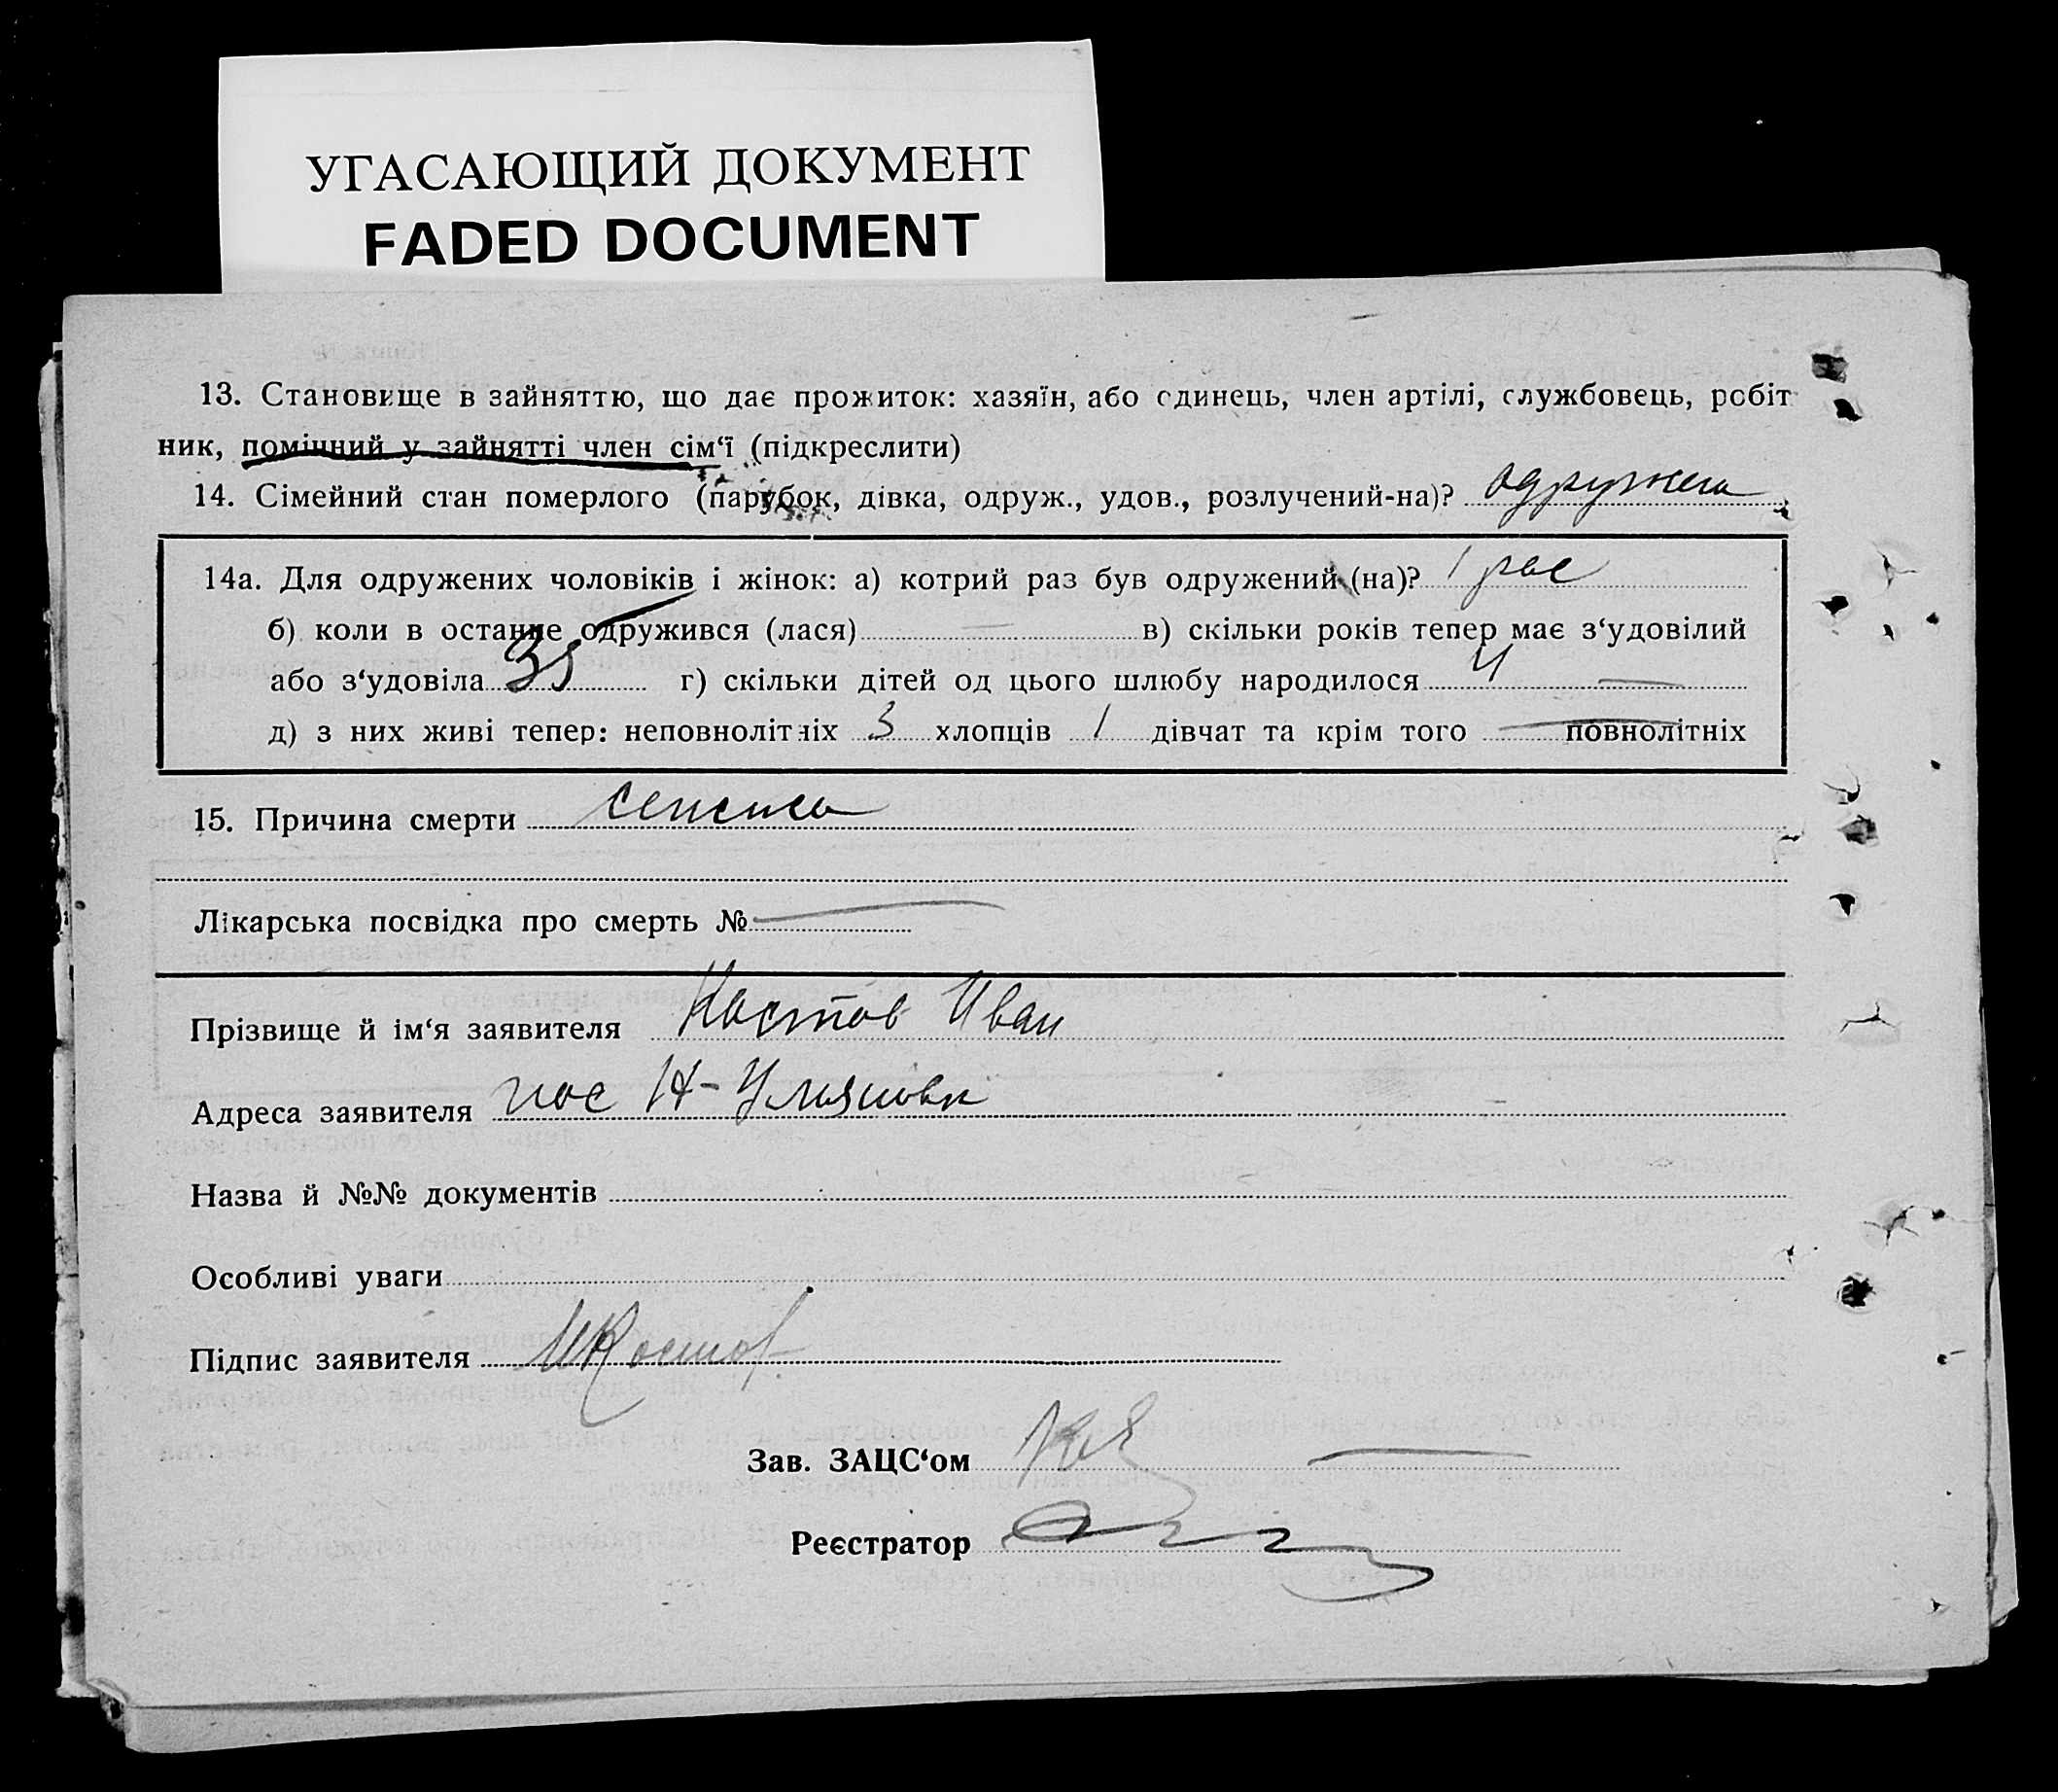 УГАСАЮЩИЙ ДОКУМЕНТ
FADED DOCUMENT
13. Становище в зайняттю, що дає прожиток: хазяїн, або єдинець, член артілі, службовець, робіт
ник, помічний у зайнятті член сім‘ї (підкреслити)
14. Сімейний стан померлого (парубок, дівка, одруж., удов., розлучений-на)? одружена
14а. Для одружених чоловіків і жінок: а) котрий раз був одружений (на)? 1 раз
б) коли в останнє одружився (лася) — в) скільки років тепер має з‘удовілий
або з‘удовіла 35 г) скільки дітей од цього шлюбу народилося 4 —
д) з них живі тепер: неповнолітніх 3 хлопців 1 дівчат та крім того — повнолітніх
15. Причина смерти
Лікарська посвідка про смерть № —
Прізвище й ім‘я заявителя Костов Иван
Адреса заявителя пос Н-
Назва й №№ документів
Особливі уваги
Підпис заявителя ИКостов
Зав. ЗАЦС‘ом —
Реєстратор